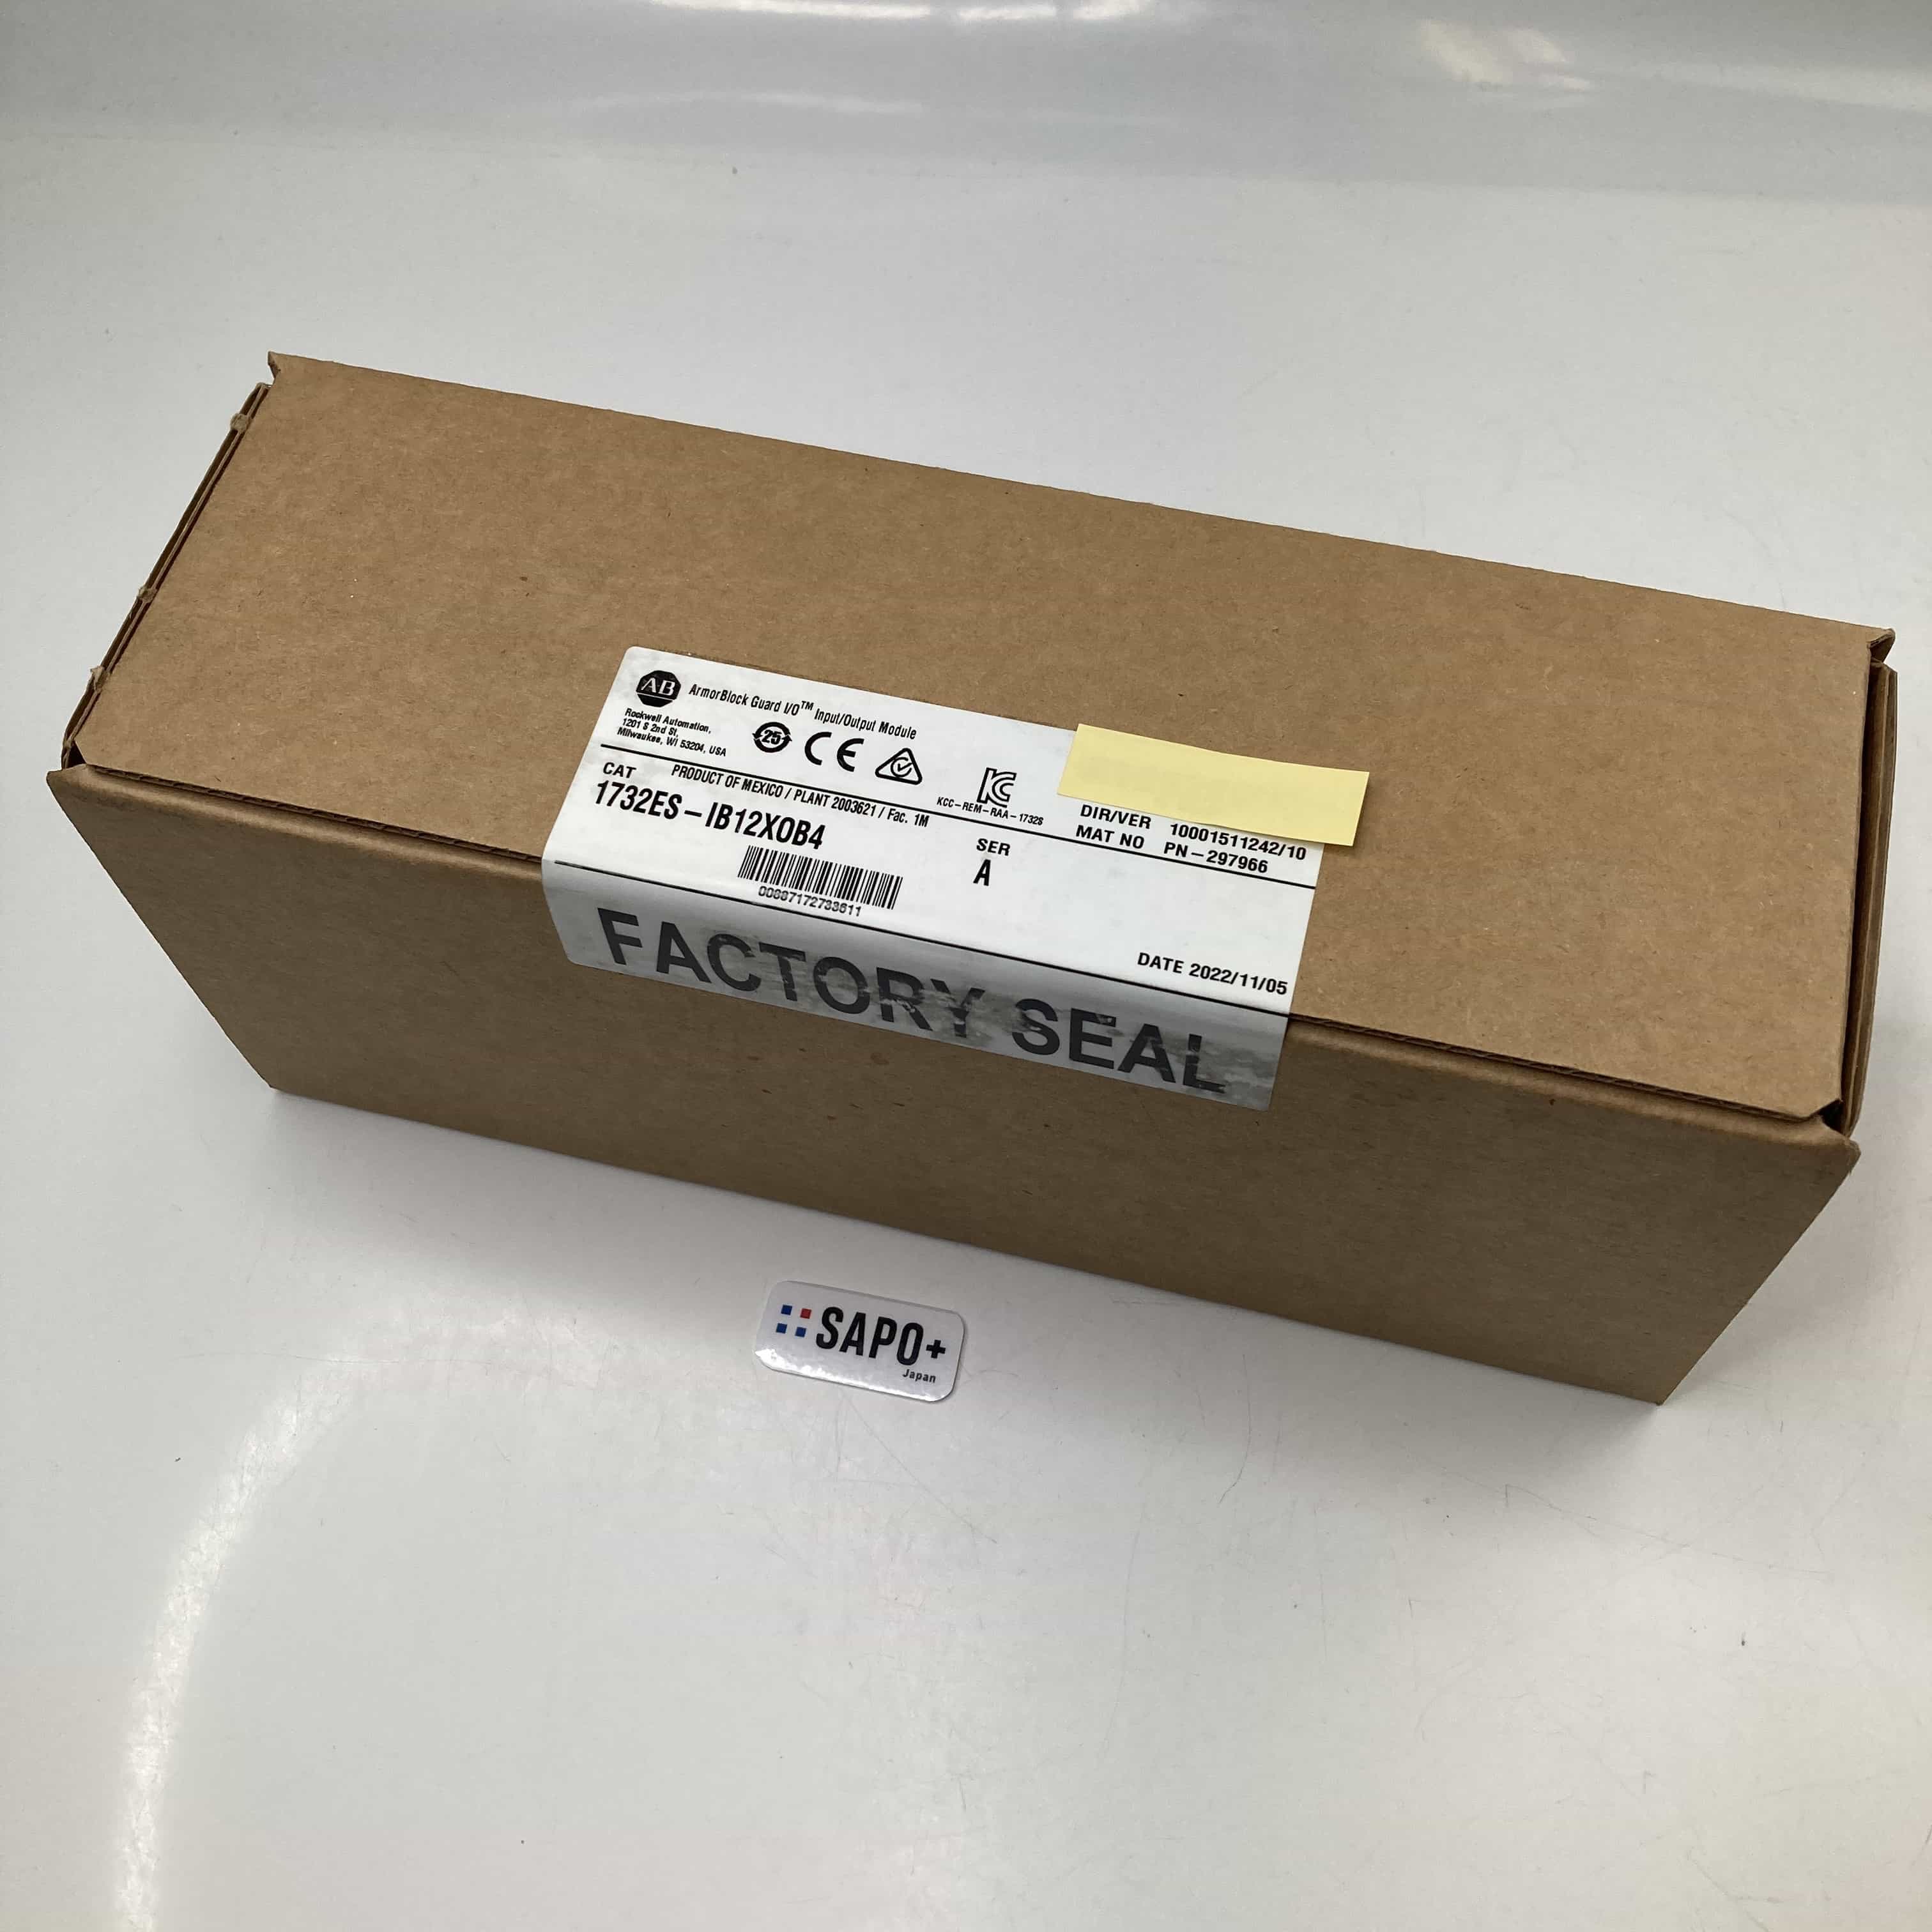 AB
ArmorBlock Guard I/O™ Input/Output Module
Rockwell Automation,
1201 S 2nd St,
Milwaukee, WI 53204, USA
25
CE
KC
KCC-REM-RAA-1732S
PRODUCT OF MEXICO / PLANT 2003621 / Fac. 1M
DIR/VER 10001511242/10
MAT NO PN-297966
CAT
1732ES-IB12XOB4
SER
A
00887172733611
DATE 2022/11/05
FACTORY SEAL
SAPO+
Japan